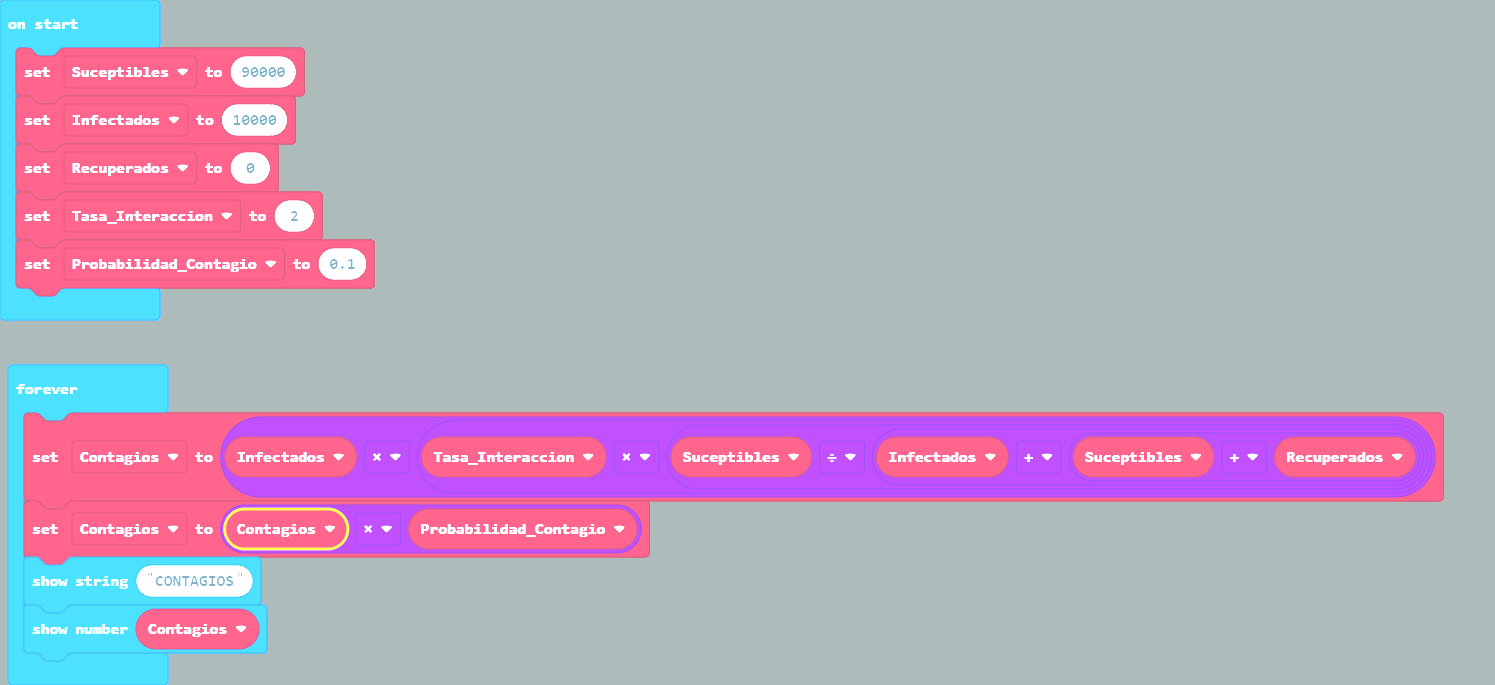 on start
set Suceptibles to 90000
set Infectados to 10000
set Recuperados to 0
set Tasa_Interaccion to 2
set Probabilidad_Contagio to 0.1
forever
set Contagios to Infectados × Tasa_Interaccion × Suceptibles ÷ Infectados + Suceptibles + Recuperados
set Contagios to Contagios × Probabilidad_Contagio
show string "CONTAGIOS"
show number Contagios